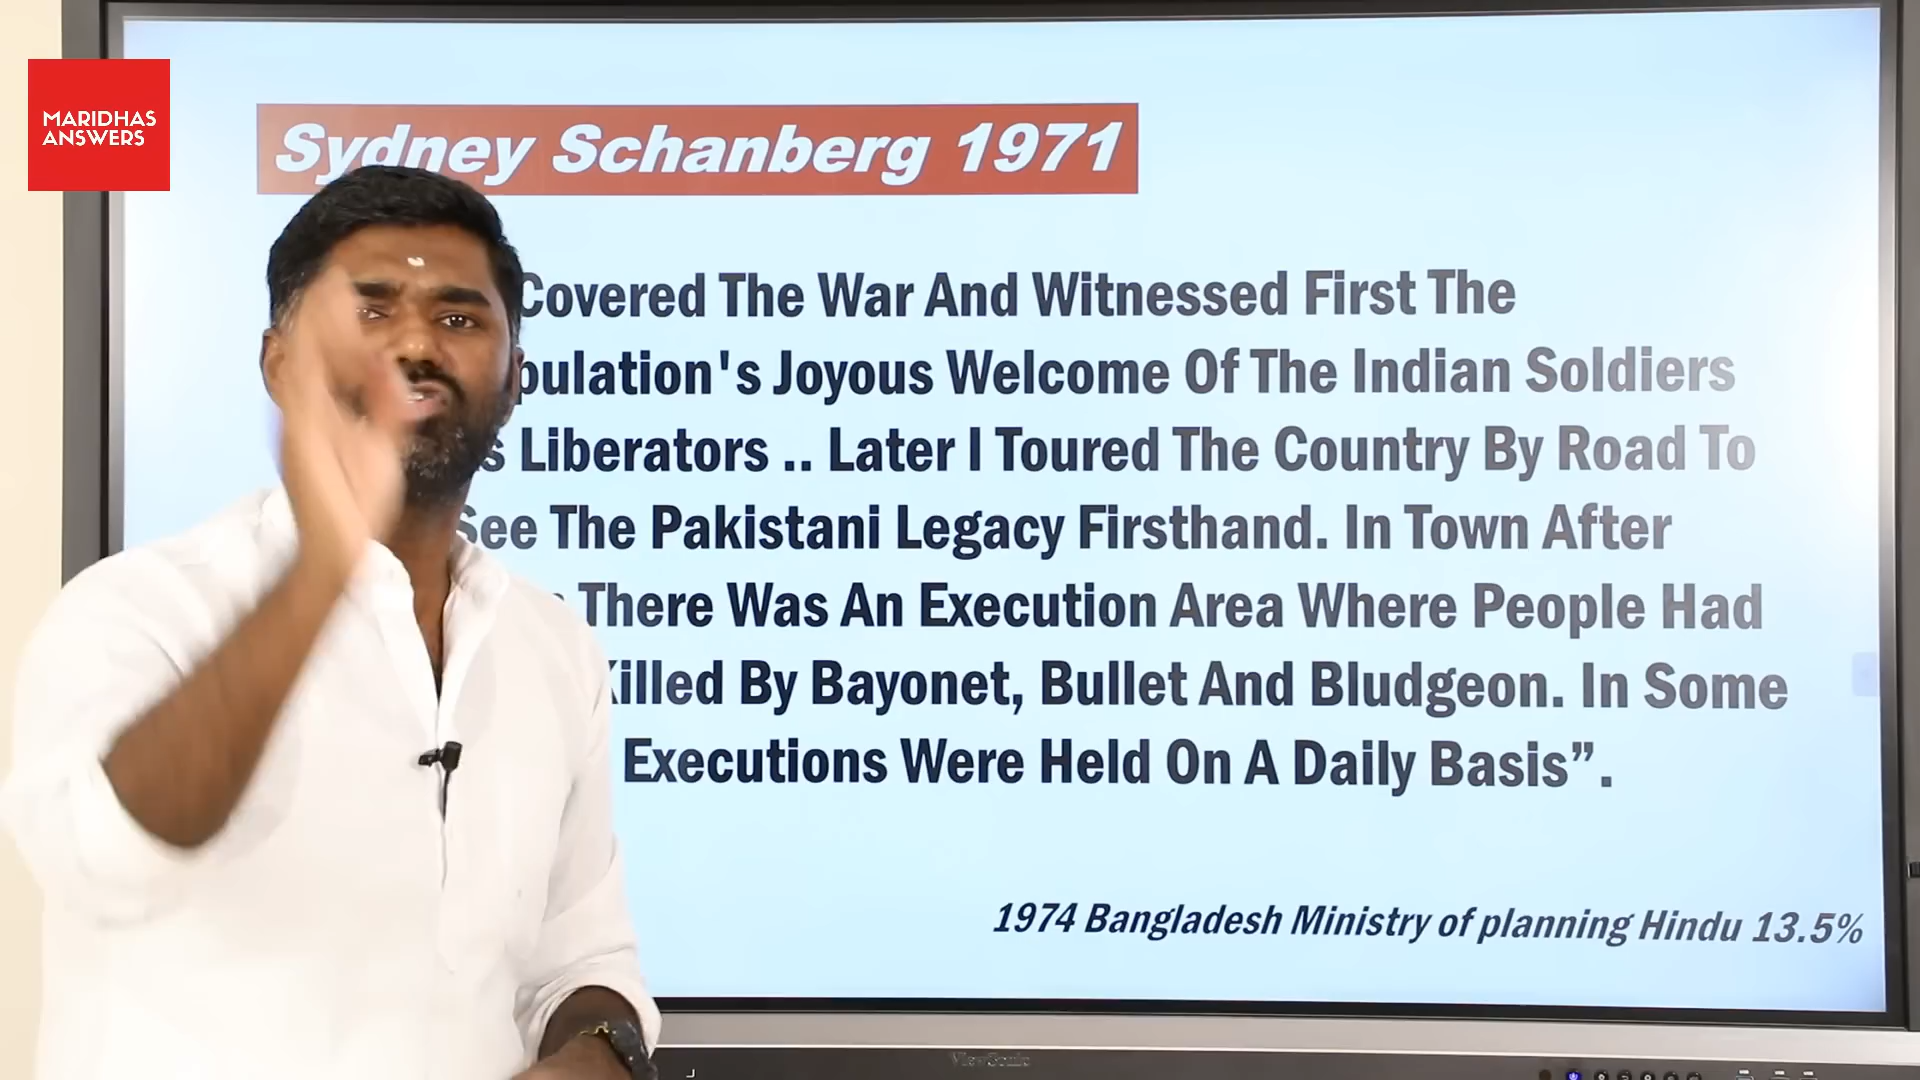 MARIDHAS
ANSWERS
Sydney Schanberg 1971
Covered The War And Witnessed First The
Joyous Welcome Of The Indian Soldiers
Liberators .. Later I Toured The Country By Road To
See The Pakistani Legacy Firsthand. In Town After
There Was An Execution Area Where People Had
Killed By Bayonet, Bullet And Bludgeon. In Some
Executions Were Held On A Daily Basis”.
1974 Bangladesh Ministry of planning Hindu 13.5%
ViewSonic